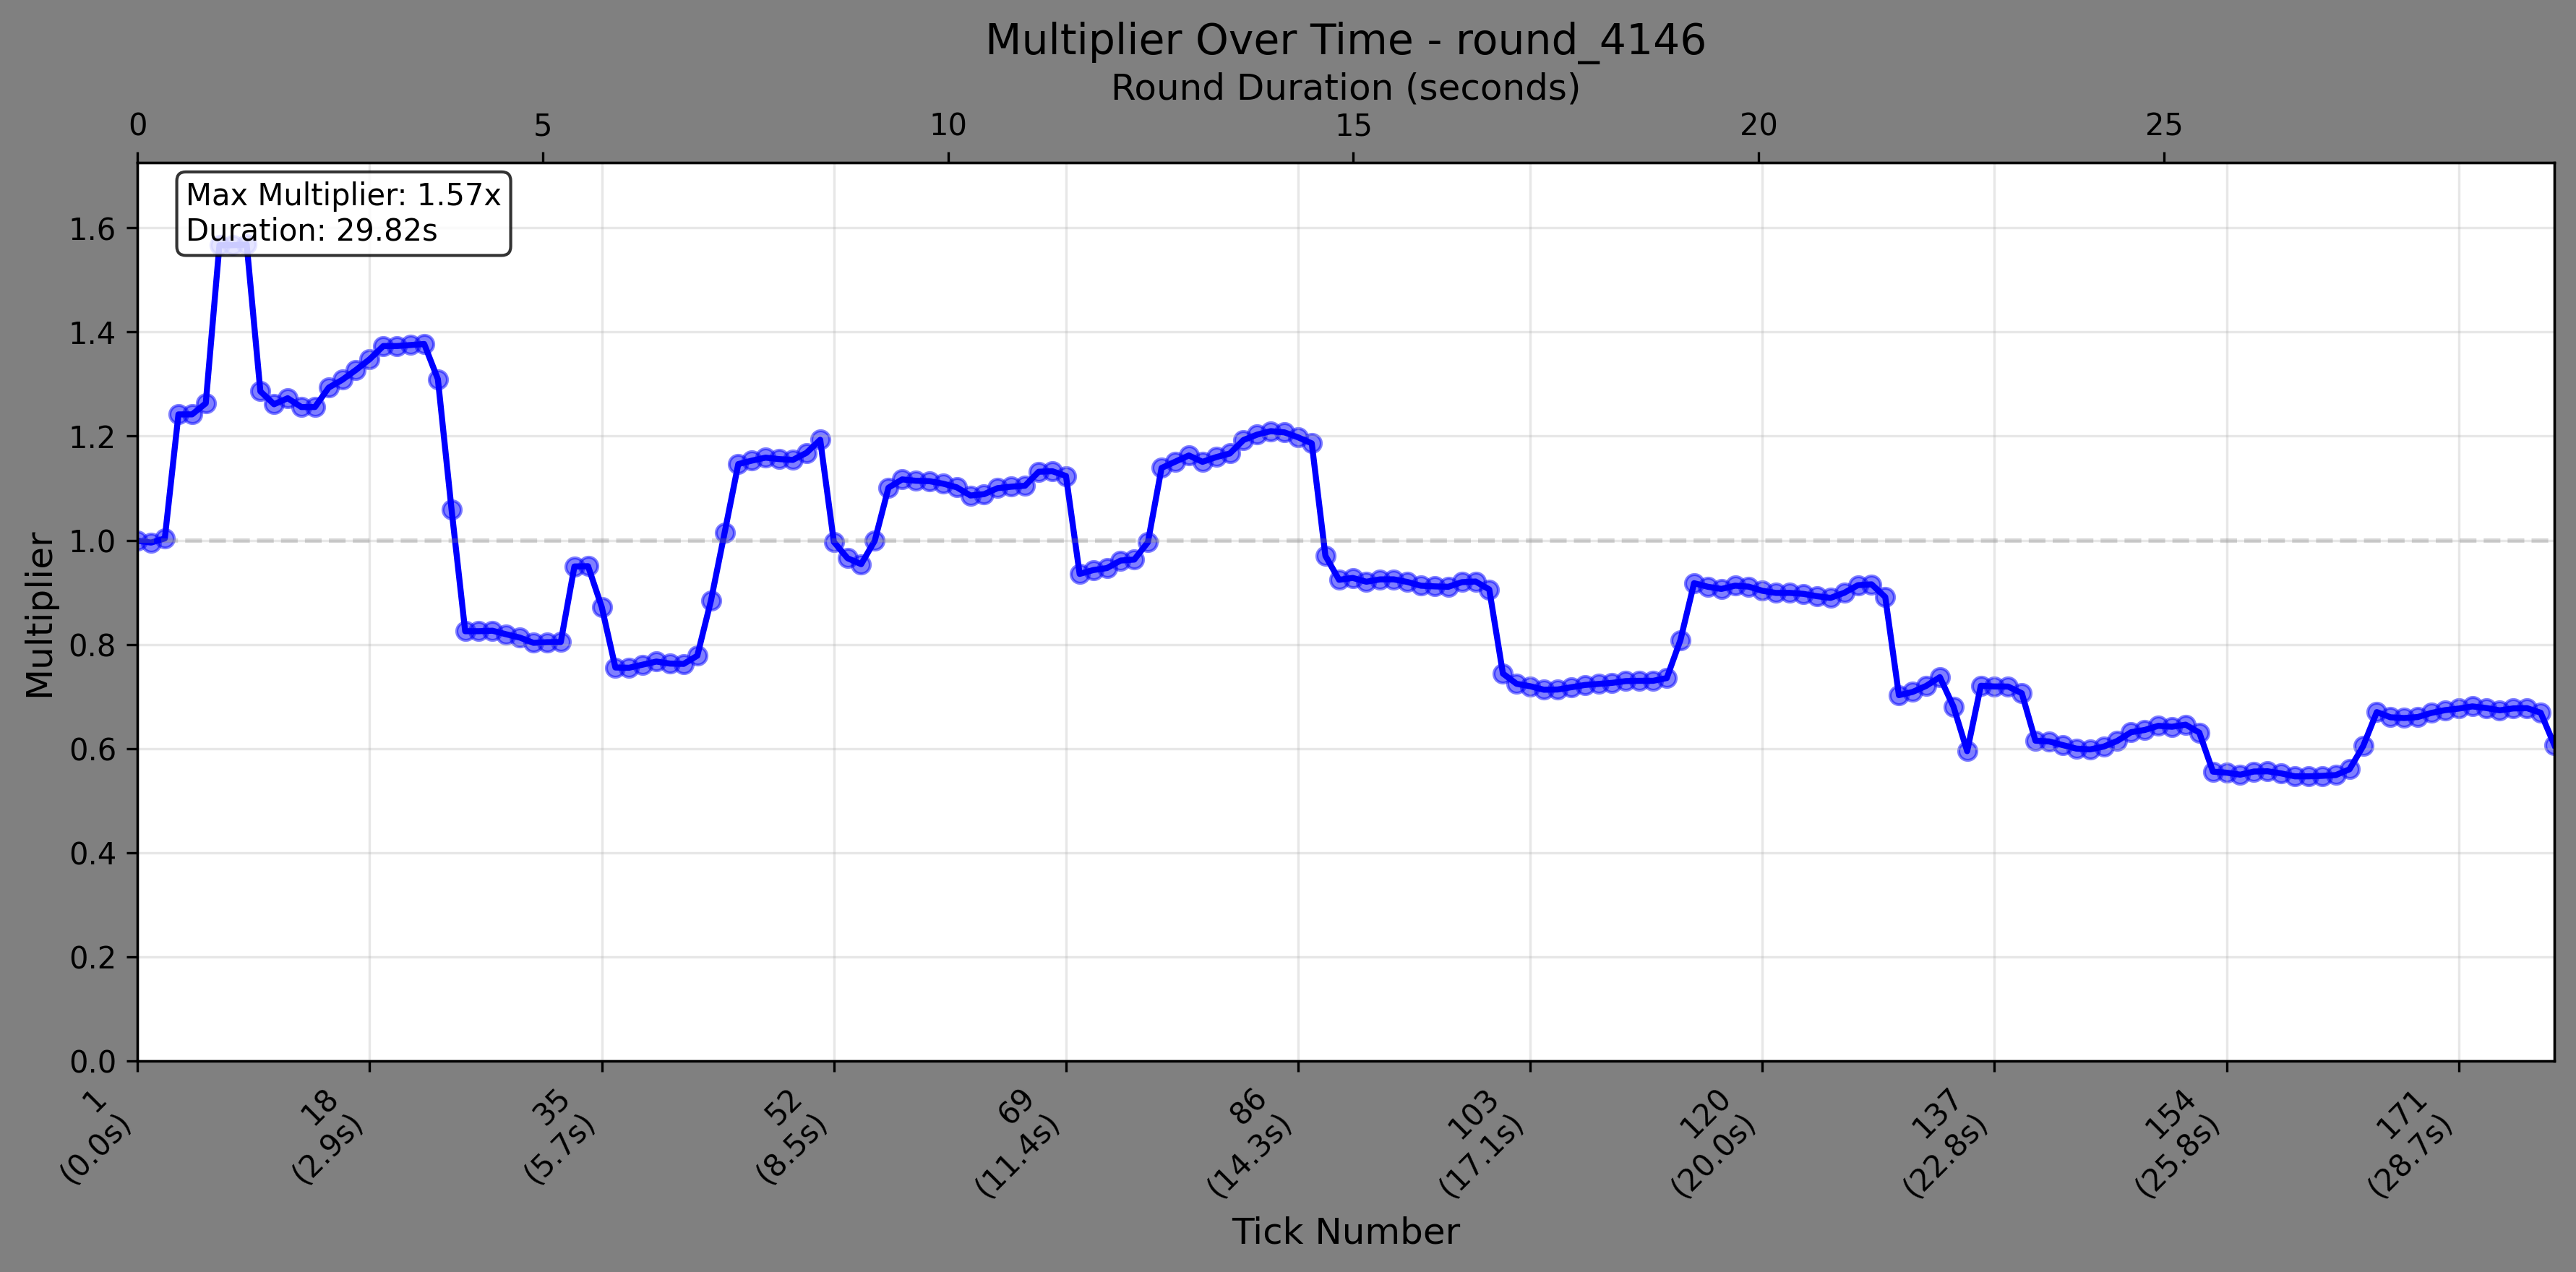 Multiplier Over Time - round_4146
Round Duration (seconds)
0 5 10 15 20 25
Max Multiplier: 1.57x
Duration: 29.82s
1.6
1.4
1.2
1.0
0.8
0.6
0.4
0.2
0.0
Multiplier
1
(0.0s)
18
(2.9s)
35
(5.7s)
52
(8.5s)
69
(11.4s)
86
(14.3s)
103
(17.1s)
120
(20.0s)
137
(22.8s)
154
(25.8s)
171
(28.7s)
Tick Number